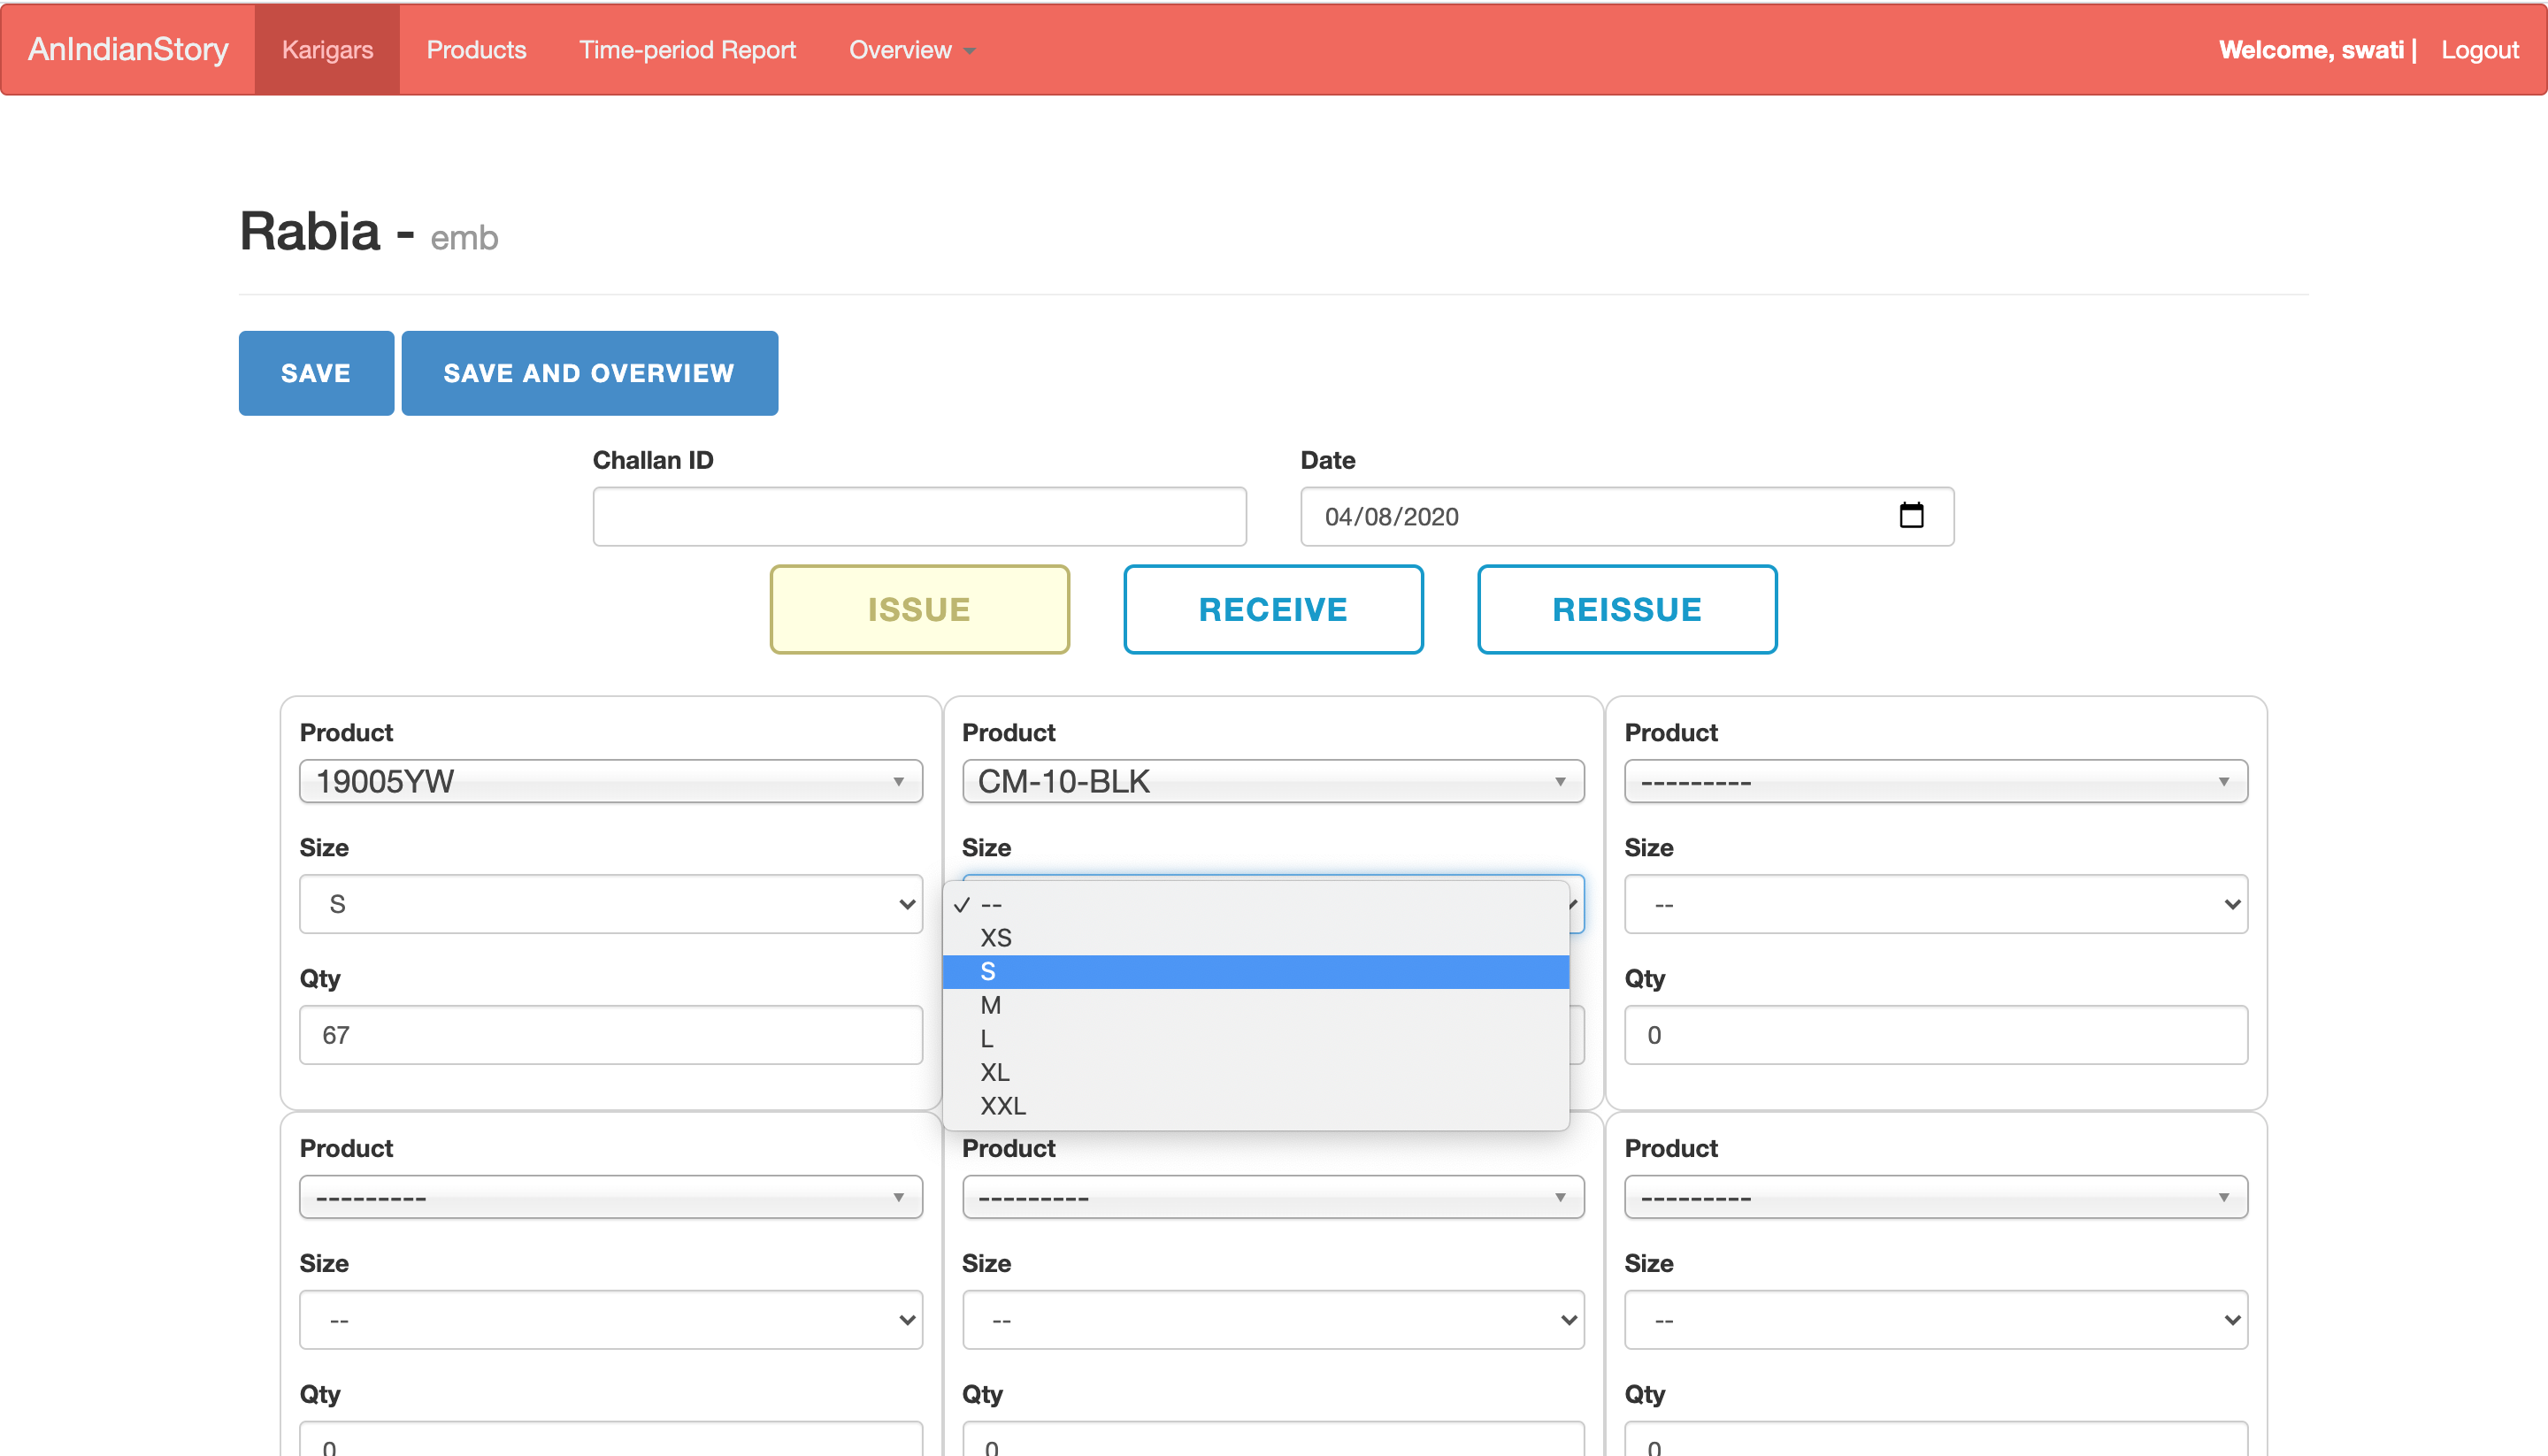 AnIndianStory Karigars Products Time-period Report Overview Welcome, swati | Logout
Rabia - emb
SAVE SAVE AND OVERVIEW
Challan ID Date
04/08/2020
ISSUE RECEIVE REISSUE
Product Product Product
19005YW CM-10-BLK ---------
Size Size Size
S -- --
XS
S
M
L
XL
XXL
Qty Qty
67 0
Product Product Product
--------- --------- ---------
Size Size Size
-- -- --
Qty Qty Qty
0 0 0